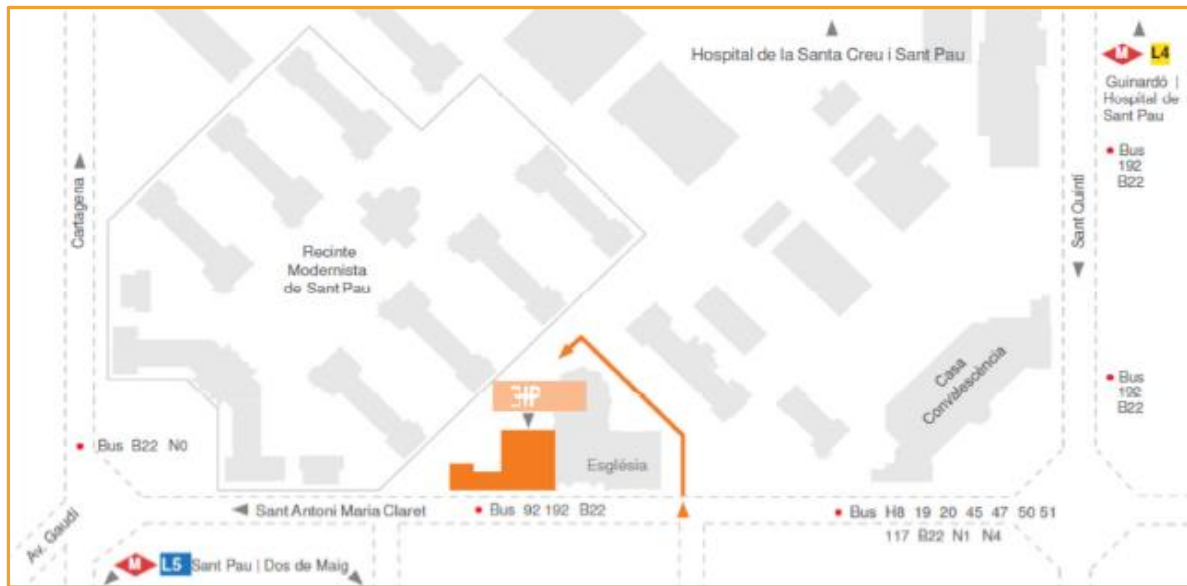 Hospital de la Santa Creu i Sant Pau
M L4
Guinardó |
Hospital de
Sant Pau
Bus
192
B22
Cartagena
Sant Quintí
Recinte
Modernista
de Sant Pau
Casa
Convalescència
Bus
192
B22
Bus B22 N0
Església
Sant Antoni Maria Claret
Bus 92 192 B22
Bus H8 19 20 45 47 50 51
117 B22 N1 N4
Av. Gaudí
M L5 Sant Pau | Dos de Maig